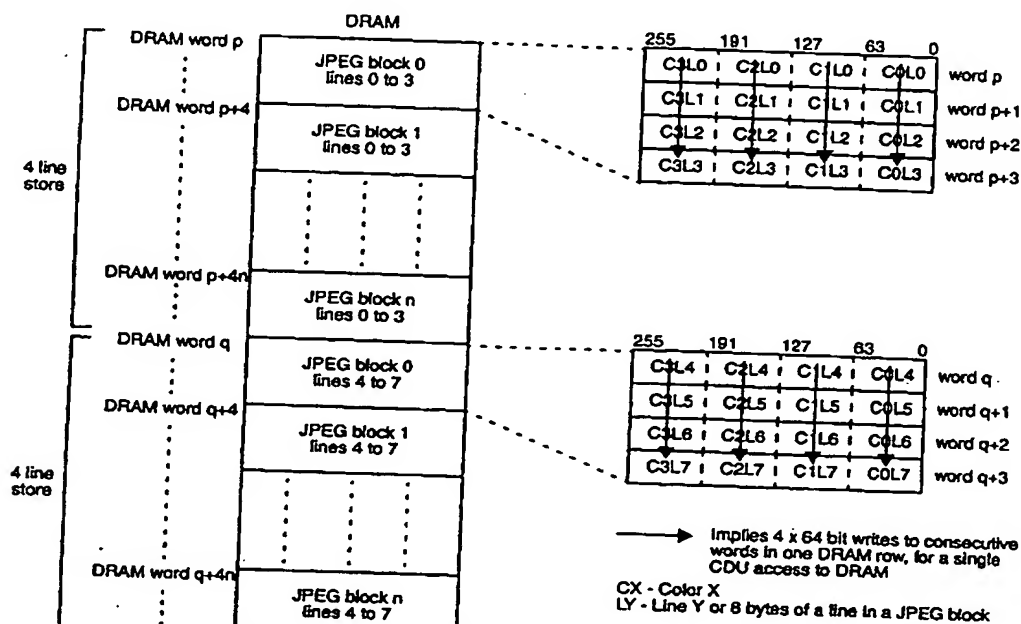 DRAM
DRAM word p
JPEG block 0
lines 0 to 3
DRAM word p+4
JPEG block 1
lines 0 to 3
4 line
store
DRAM word p+4n
JPEG block n
lines 0 to 3
255 191 127 63 0
C3L0 C2L0 C1L0 C0L0 word p
C3L1 C2L1 C1L1 C0L1 word p+1
C3L2 C2L2 C1L2 C0L2 word p+2
C3L3 C2L3 C1L3 C0L3 word p+3
DRAM word q
JPEG block 0
lines 4 to 7
DRAM word q+4
JPEG block 1
lines 4 to 7
4 line
store
DRAM word q+4n
JPEG block n
lines 4 to 7
255 191 127 63 0
C3L4 C2L4 C1L4 C0L4 word q
C3L5 C2L5 C1L5 C0L5 word q+1
C3L6 C2L6 C1L6 C0L6 word q+2
C3L7 C2L7 C1L7 C0L7 word q+3
Implies 4 x 64 bit writes to consecutive
words in one DRAM row, for a single
CDU access to DRAM
CX - Color X
LY - Line Y or 8 bytes of a line in a JPEG block